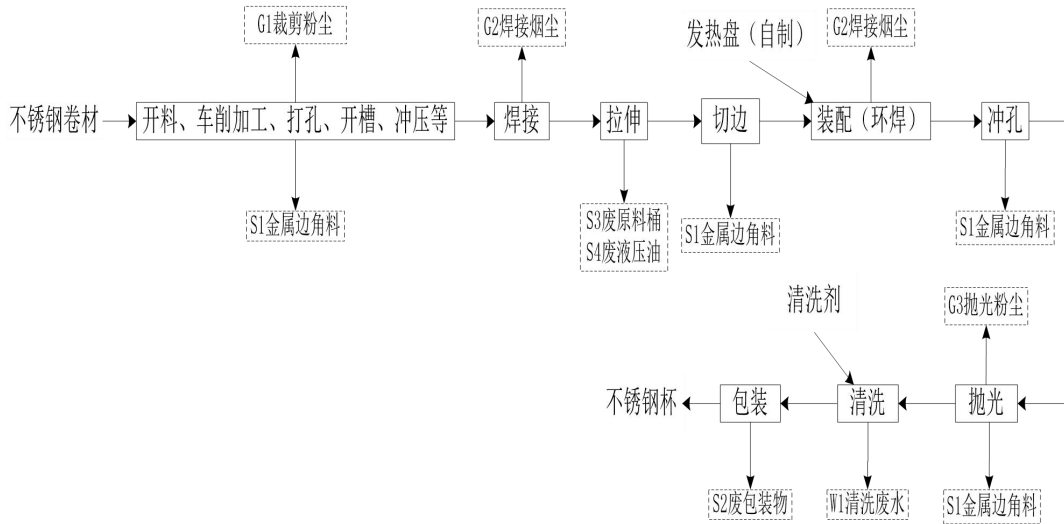 G1裁剪粉尘
G2焊接烟尘
发热盘（自制）
G2焊接烟尘
不锈钢卷材
开料、车削加工、打孔、开槽、冲压等
焊接
拉伸
切边
装配（环焊）
冲孔
S1金属边角料
S3废原料桶
S4废液压油
S1金属边角料
S1金属边角料
清洗剂
G3抛光粉尘
不锈钢杯
包装
清洗
抛光
S2废包装物
W1清洗废水
S1金属边角料